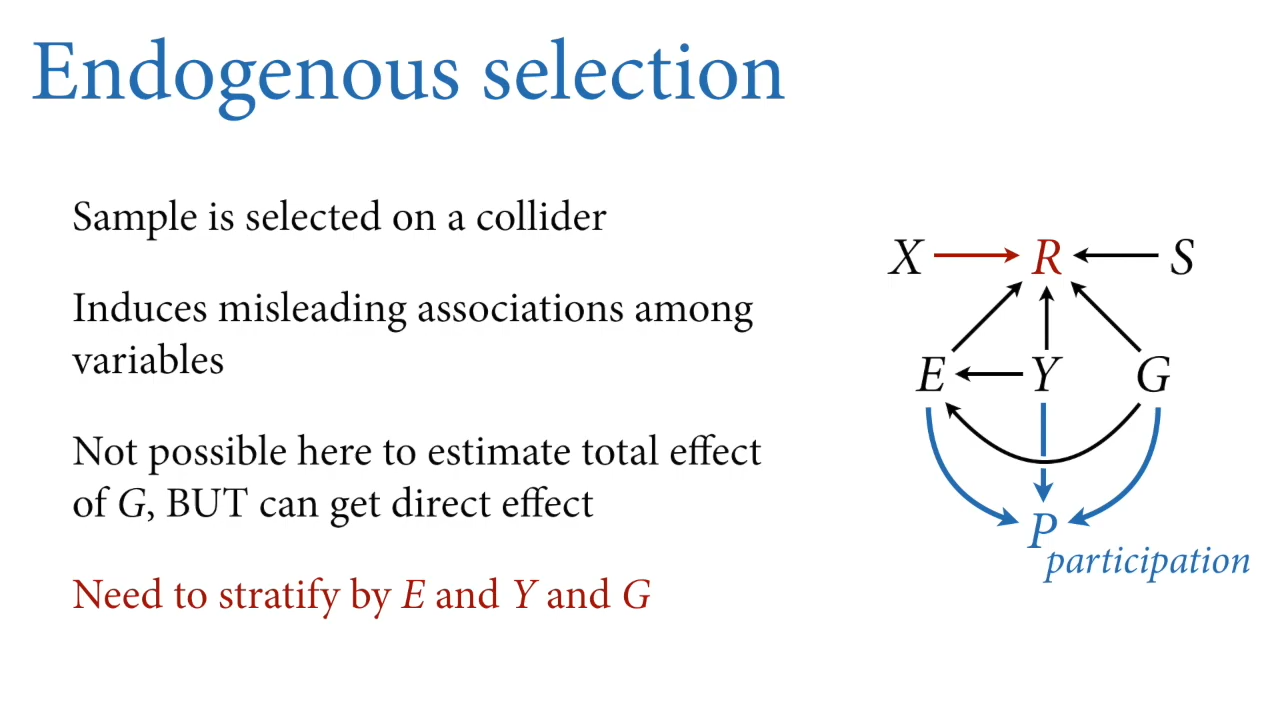 Endogenous selection
Sample is selected on a collider
Induces misleading associations among
variables
Not possible here to estimate total effect
of G, BUT can get direct effect
Need to stratify by E and Y and G
X R S
E Y G
P
participation